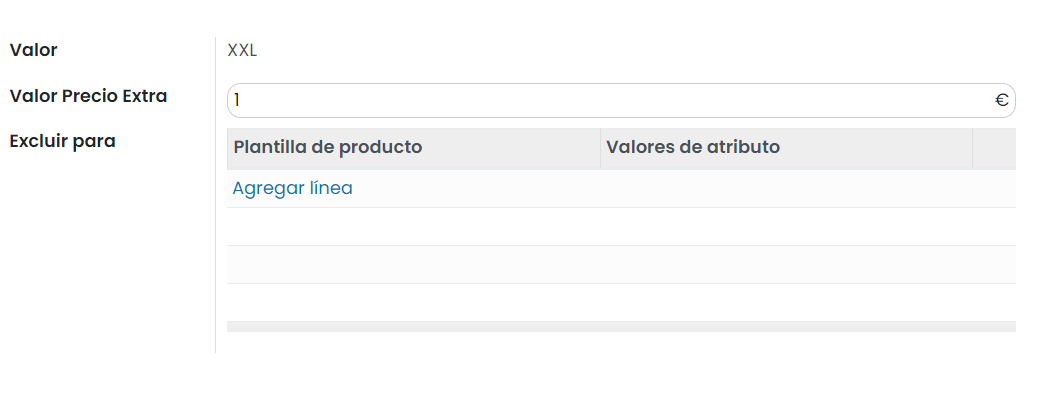 Valor XXL
Valor Precio Extra 1 €
Excluir para
Plantilla de producto Valores de atributo
Agregar línea